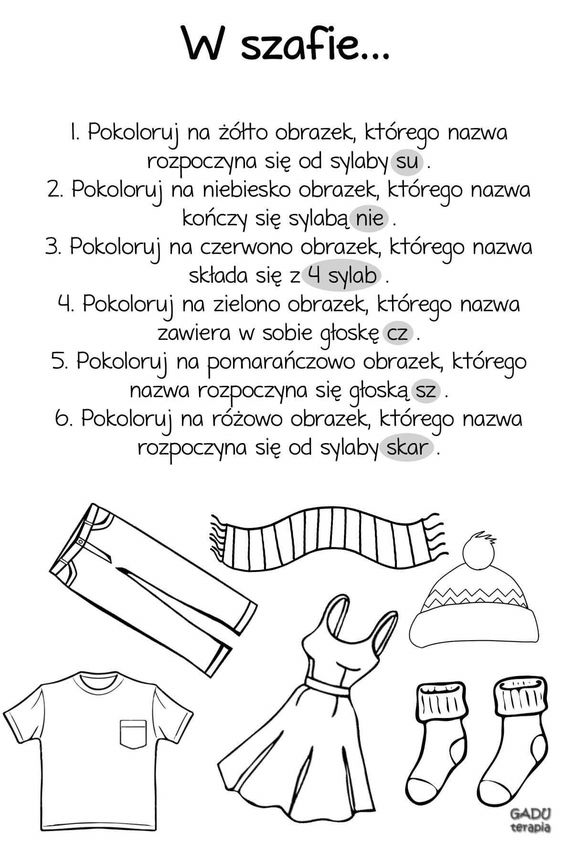 W szafie...
1. Pokoloruj na żółto obrazek, którego nazwa
rozpoczyna się od sylaby su .
2. Pokoloruj na niebiesko obrazek, którego nazwa
kończy się sylabą nie .
3. Pokoloruj na czerwono obrazek, którego nazwa
składa się z 4 sylab .
4. Pokoloruj na zielono obrazek, którego nazwa
zawiera w sobie głoskę cz .
5. Pokoloruj na pomarańczowo obrazek, którego
nazwa rozpoczyna się głoską sz .
6. Pokoloruj na różowo obrazek, którego nazwa
rozpoczyna się od sylaby skar .
GADU
terapia